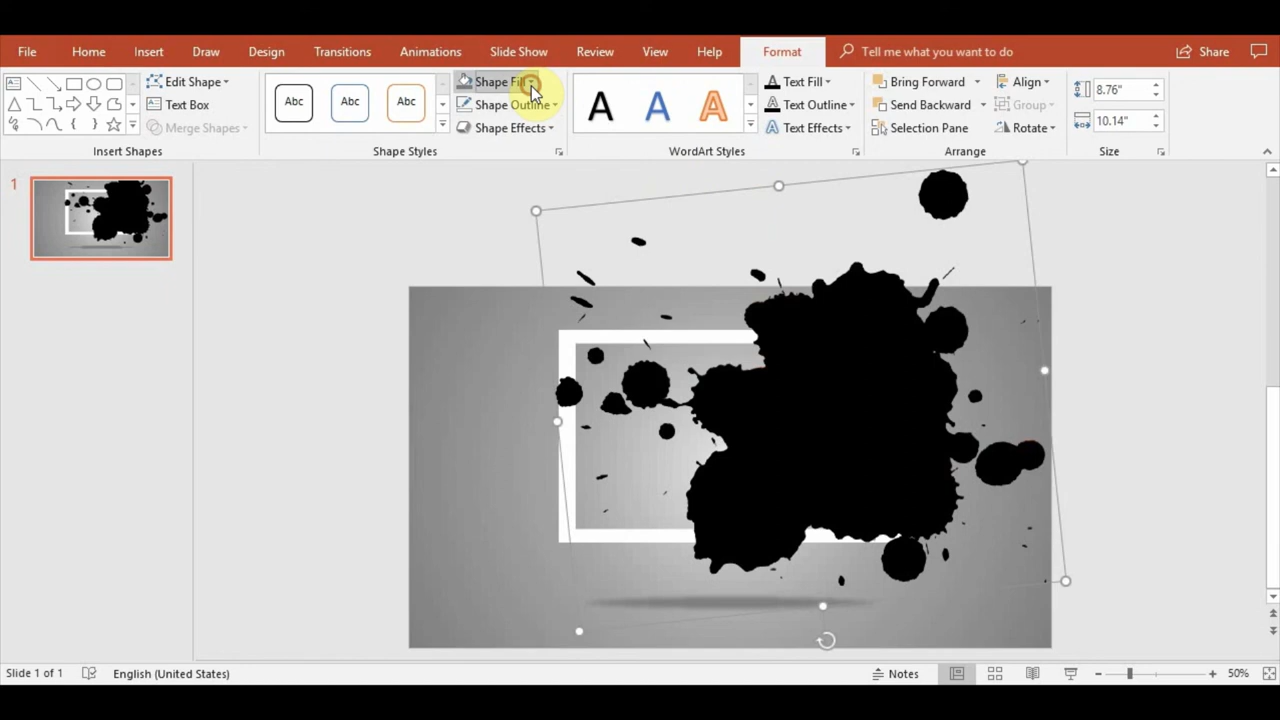 File Home Insert Draw Design Transitions Animations Slide Show Review View Help Format Tell me what you want to do Share
Edit Shape Abc Abc Abc Shape Fill A A A Text Fill Bring Forward Align 8.76"
Text Box Shape Outline Text Outline Send Backward Group 10.14"
Merge Shapes Shape Effects Text Effects Selection Pane Rotate
Insert Shapes Shape Styles WordArt Styles Arrange Size
1
Slide 1 of 1 English (United States) Notes 50%